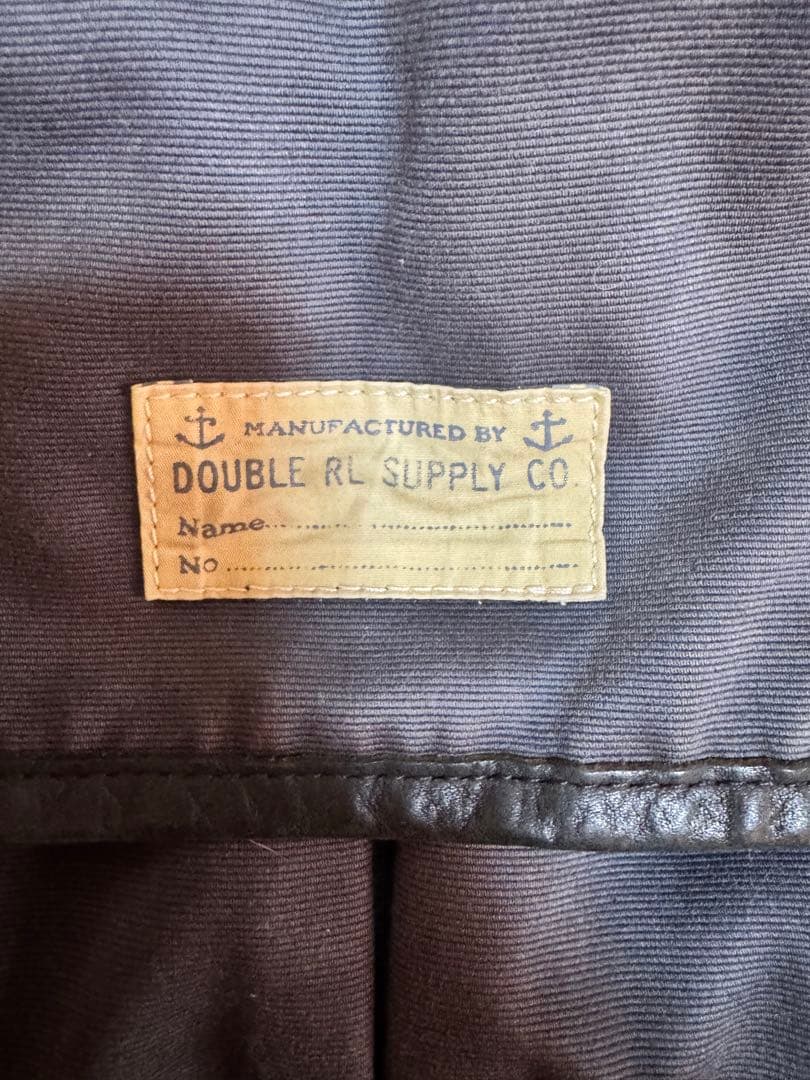 MANUFACTURED BY
DOUBLE RL SUPPLY CO.
Name
No